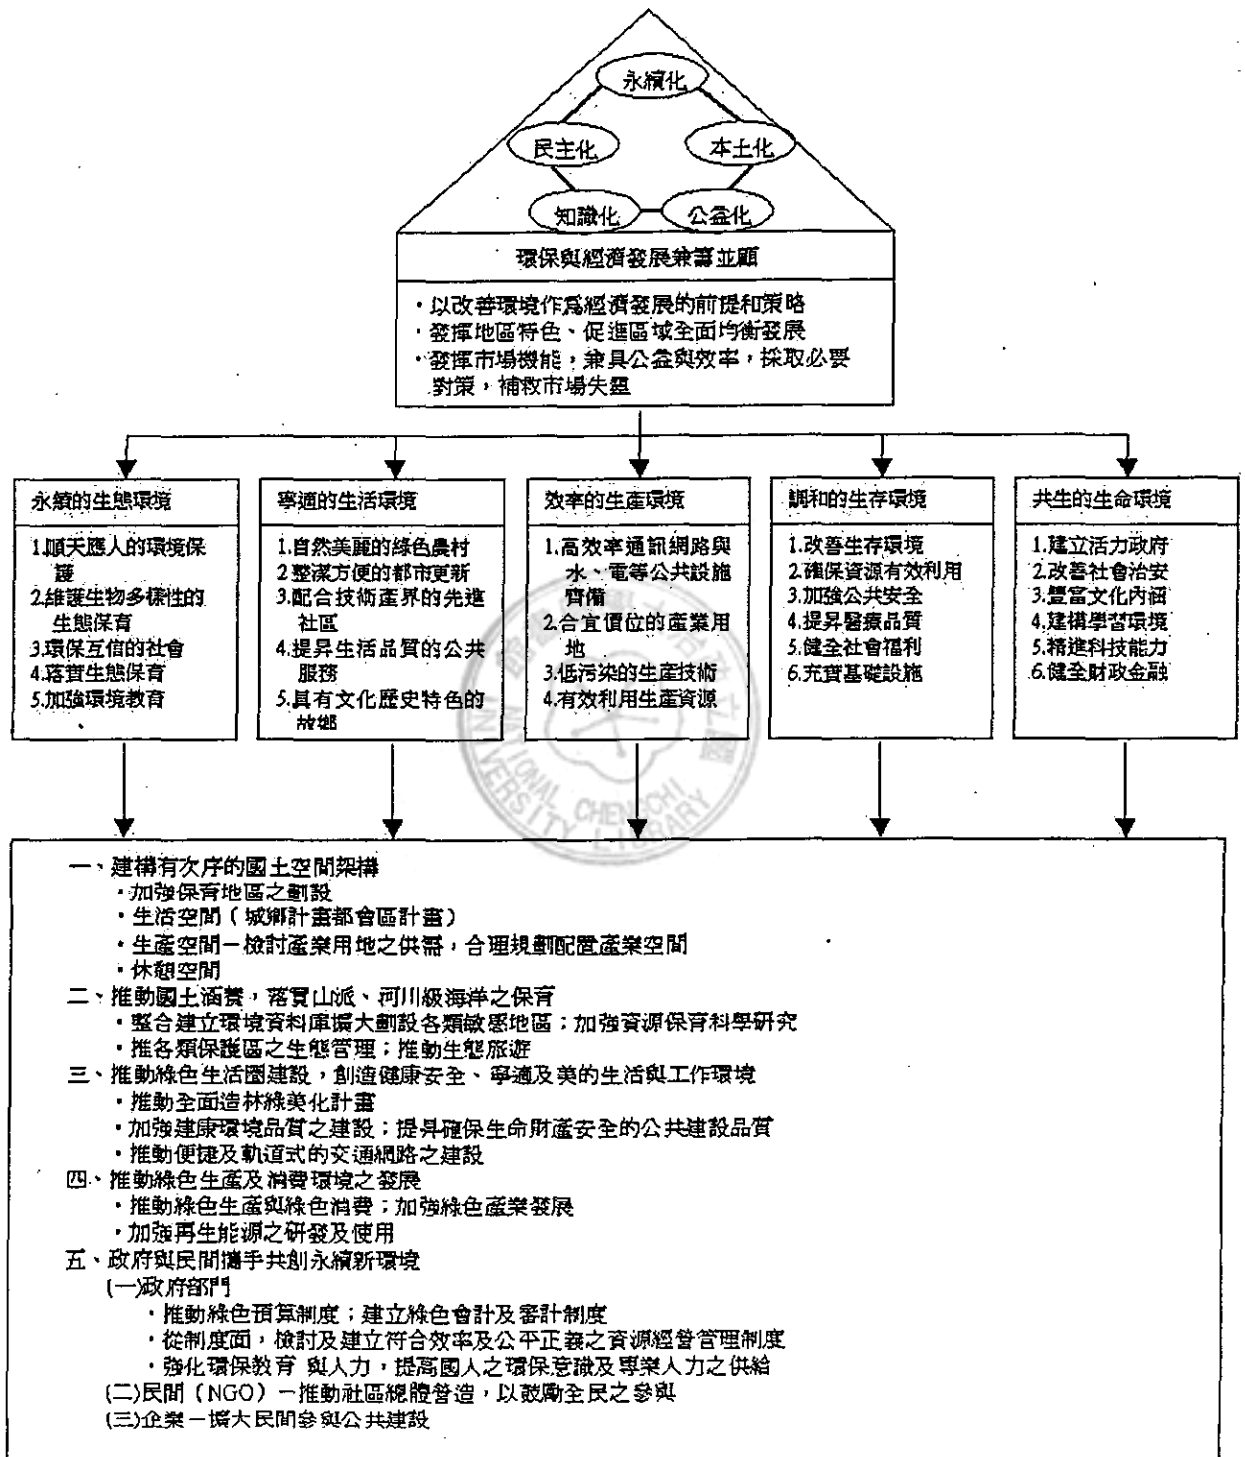 永續化
民主化
本土化
知識化
公益化
環保與經濟發展兼籌並顧
・以改善環境作為經濟發展的前提和策略
・發揮地區特色、促進區域全面均衡發展
・發揮市場機能，兼具公益與效率，採取必要
對策，補救市場失靈
永續的生態環境
1.順天應人的環境保
護
2.維護生物多樣性的
生態保育
3.環保互信的社會
4.落實生態保育
5.加強環境教育
寧適的生活環境
1.自然美麗的綠色農村
2.整潔方便的都市更新
3.配合技術產界的先進
社區
4.提昇生活品質的公共
服務
5.具有文化歷史特色的
故鄉
效率的生產環境
1.高效率通訊網路與
水、電等公共設施
齊備
2.合宜價位的產業用
地
3.低污染的生產技術
4.有效利用生產資源
調和的生存環境
1.改善生存環境
2.確保資源有效利用
3.加強公共安全
4.提昇醫療品質
5.健全社會福利
6.充實基礎設施
共生的生命環境
1.建立活力政府
2.改善社會治安
3.豐富文化內涵
4.建構學習環境
5.精進科技能力
6.健全財政金融
一、建構有次序的國土空間架構
・加強保育地區之劃設
・生活空間（城鄉計畫都會區計畫）
・生產空間－檢討產業用地之供需，合理規劃配置產業空間
・休憩空間
二、推動國土涵養，落實山派、河川級海洋之保育
・整合建立環境資料庫擴大劃設各類敏感地區；加強資源保育科學研究
・推各類保護區之生態管理；推動生態旅遊
三、推動綠色生活圈建設，創造健康安全、寧適及美的生活與工作環境
・推動全面造林綠美化計畫
・加強建康環境品質之建設；提昇確保生命財產安全的公共建設品質
・推動便捷及軌道式的交通網路之建設
四、推動綠色生產及消費環境之發展
・推動綠色生產與綠色消費；加強綠色產業發展
・加強再生能源之研發及使用
五、政府與民間攜手共創永續新環境
(一)政府部門
・推動綠色預算制度；建立綠色會計及審計制度
・從制度面，檢討及建立符合效率及公平正義之資源經營管理制度
・強化環保教育 與人力，提高國人之環保意識及專業人力之供給
(二)民間（NGO）－推動社區總體營造，以鼓勵全民之參與
(三)企業－擴大民間參與公共建設
NATIONAL CHENGCHI UNIVERSITY LIBRARY